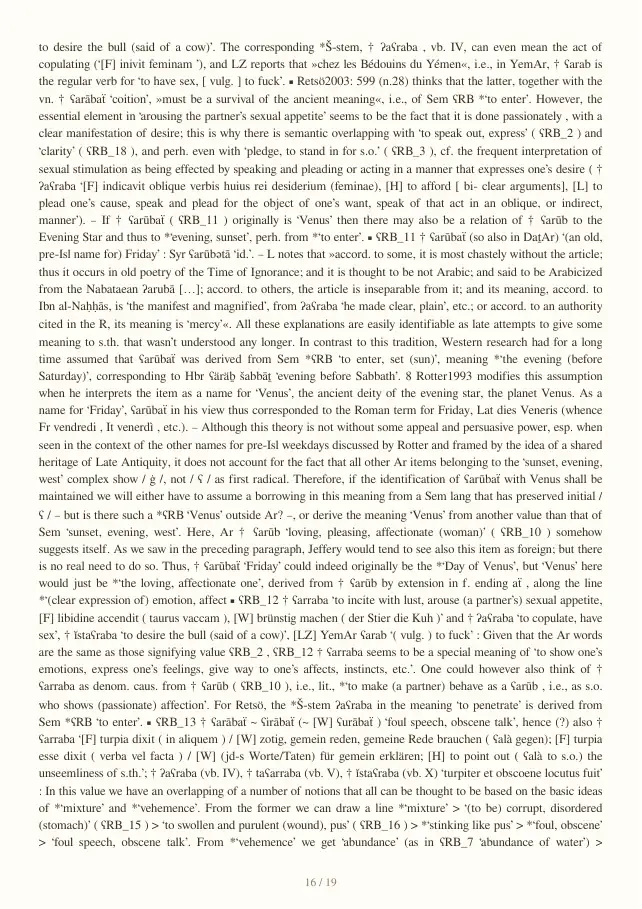 to desire the bull (said of a cow)’. The corresponding *Š-stem, † ʔaʕraba , vb. IV, can even mean the act of
copulating (‘[F] inivit feminam ’), and LZ reports that »chez les Bédouins du Yémen«, i.e., in YemAr, † ʕarab is
the regular verb for ‘to have sex, [ vulg. ] to fuck’. ▪ Retsö2003: 599 (n.28) thinks that the latter, together with the
vn. † ʕarābaẗ ‘coition’, »must be a survival of the ancient meaning«, i.e., of Sem ʕRB *‘to enter’. However, the
essential element in ‘arousing the partner’s sexual appetite’ seems to be the fact that it is done passionately , with a
clear manifestation of desire; this is why there is semantic overlapping with ‘to speak out, express’ ( ʕRB_2 ) and
‘clarity’ ( ʕRB_18 ), and perh. even with ‘pledge, to stand in for s.o.’ ( ʕRB_3 ), cf. the frequent interpretation of
sexual stimulation as being effected by speaking and pleading or acting in a manner that expresses one’s desire ( †
ʔaʕraba ‘[F] indicavit oblique verbis huius rei desiderium (feminae), [H] to afford [ bi- clear arguments], [L] to
plead one’s cause, speak and plead for the object of one’s want, speak of that act in an oblique, or indirect,
manner’). – If † ʕarūbaẗ ( ʕRB_11 ) originally is ‘Venus’ then there may also be a relation of † ʕarūb to the
Evening Star and thus to *‘evening, sunset’, perh. from *‘to enter’. ▪ ʕRB_11 † ʕarūbaẗ (so also in DaṯAr) ‘(an old,
pre-Isl name for) Friday’ : Syr ʕarūbətā ‘id.’. – L notes that »accord. to some, it is most chastely without the article;
thus it occurs in old poetry of the Time of Ignorance; and it is thought to be not Arabic; and said to be Arabicized
from the Nabataean ʔarubā […]; accord. to others, the article is inseparable from it; and its meaning, accord. to
Ibn al-Naḥḥās, is ‘the manifest and magnified’, from ʔaʕraba ‘he made clear, plain’, etc.; or accord. to an authority
cited in the R, its meaning is ‘mercy’«. All these explanations are easily identifiable as late attempts to give some
meaning to s.th. that wasn’t understood any longer. In contrast to this tradition, Western research had for a long
time assumed that ʕarūbaẗ was derived from Sem *ʕRB ‘to enter, set (sun)’, meaning *‘the evening (before
Saturday)’, corresponding to Hbr ʕäräḇ šabbāṯ ‘evening before Sabbath’. 8 Rotter1993 modifies this assumption
when he interprets the item as a name for ‘Venus’, the ancient deity of the evening star, the planet Venus. As a
name for ‘Friday’, ʕarūbaẗ in his view thus corresponded to the Roman term for Friday, Lat dies Veneris (whence
Fr vendredi , It venerdì , etc.). – Although this theory is not without some appeal and persuasive power, esp. when
seen in the context of the other names for pre-Isl weekdays discussed by Rotter and framed by the idea of a shared
heritage of Late Antiquity, it does not account for the fact that all other Ar items belonging to the ‘sunset, evening,
west’ complex show / ġ /, not / ʕ / as first radical. Therefore, if the identification of ʕarūbaẗ with Venus shall be
maintained we will either have to assume a borrowing in this meaning from a Sem lang that has preserved initial /
ʕ / – but is there such a *ʕRB ‘Venus’ outside Ar? –, or derive the meaning ‘Venus’ from another value than that of
Sem ‘sunset, evening, west’. Here, Ar † ʕarūb ‘loving, pleasing, affectionate (woman)’ ( ʕRB_10 ) somehow
suggests itself. As we saw in the preceding paragraph, Jeffery would tend to see also this item as foreign; but there
is no real need to do so. Thus, † ʕarūbaẗ ‘Friday’ could indeed originally be the *‘Day of Venus’, but ‘Venus’ here
would just be *‘the loving, affectionate one’, derived from † ʕarūb by extension in f. ending aẗ , along the line
*‘(clear expression of) emotion, affect ▪ ʕRB_12 † ʕarraba ‘to incite with lust, arouse (a partner’s) sexual appetite,
[F] libidine accendit ( taurus vaccam ), [W] brünstig machen ( der Stier die Kuh )’ and † ʔaʕraba ‘to copulate, have
sex’, † ĭstaʕraba ‘to desire the bull (said of a cow)’, [LZ] YemAr ʕarab ‘( vulg. ) to fuck’ : Given that the Ar words
are the same as those signifying value ʕRB_2 , ʕRB_12 † ʕarraba seems to be a special meaning of ‘to show one’s
emotions, express one’s feelings, give way to one’s affects, instincts, etc.’. One could however also think of †
ʕarraba as denom. caus. from † ʕarūb ( ʕRB_10 ), i.e., lit., *‘to make (a partner) behave as a ʕarūb , i.e., as s.o.
who shows (passionate) affection’. For Retsö, the *Š-stem ʔaʕraba in the meaning ‘to penetrate’ is derived from
Sem *ʕRB ‘to enter’. ▪ ʕRB_13 † ʕarābaẗ ~ ʕirābaẗ (~ [W] ʕurābaẗ ) ‘foul speech, obscene talk’, hence (?) also †
ʕarraba ‘[F] turpia dixit ( in aliquem ) / [W] zotig, gemein reden, gemeine Rede brauchen ( ʕalà gegen); [F] turpia
esse dixit ( verba vel facta ) / [W] (jd-s Worte/Taten) für gemein erklären; [H] to point out ( ʕalà to s.o.) the
unseemliness of s.th.’; † ʔaʕraba (vb. IV), † taʕarraba (vb. V), † ĭstaʕraba (vb. X) ‘turpiter et obscoene locutus fuit’
: In this value we have an overlapping of a number of notions that all can be thought to be based on the basic ideas
of *‘mixture’ and *‘vehemence’. From the former we can draw a line *‘mixture’ > ‘(to be) corrupt, disordered
(stomach)’ ( ʕRB_15 ) > ‘to swollen and purulent (wound), pus’ ( ʕRB_16 ) > *‘stinking like pus’ > *‘foul, obscene’
> ‘foul speech, obscene talk’. From *‘vehemence’ we get ‘abundance’ (as in ʕRB_7 ‘abundance of water’) >
16 / 19